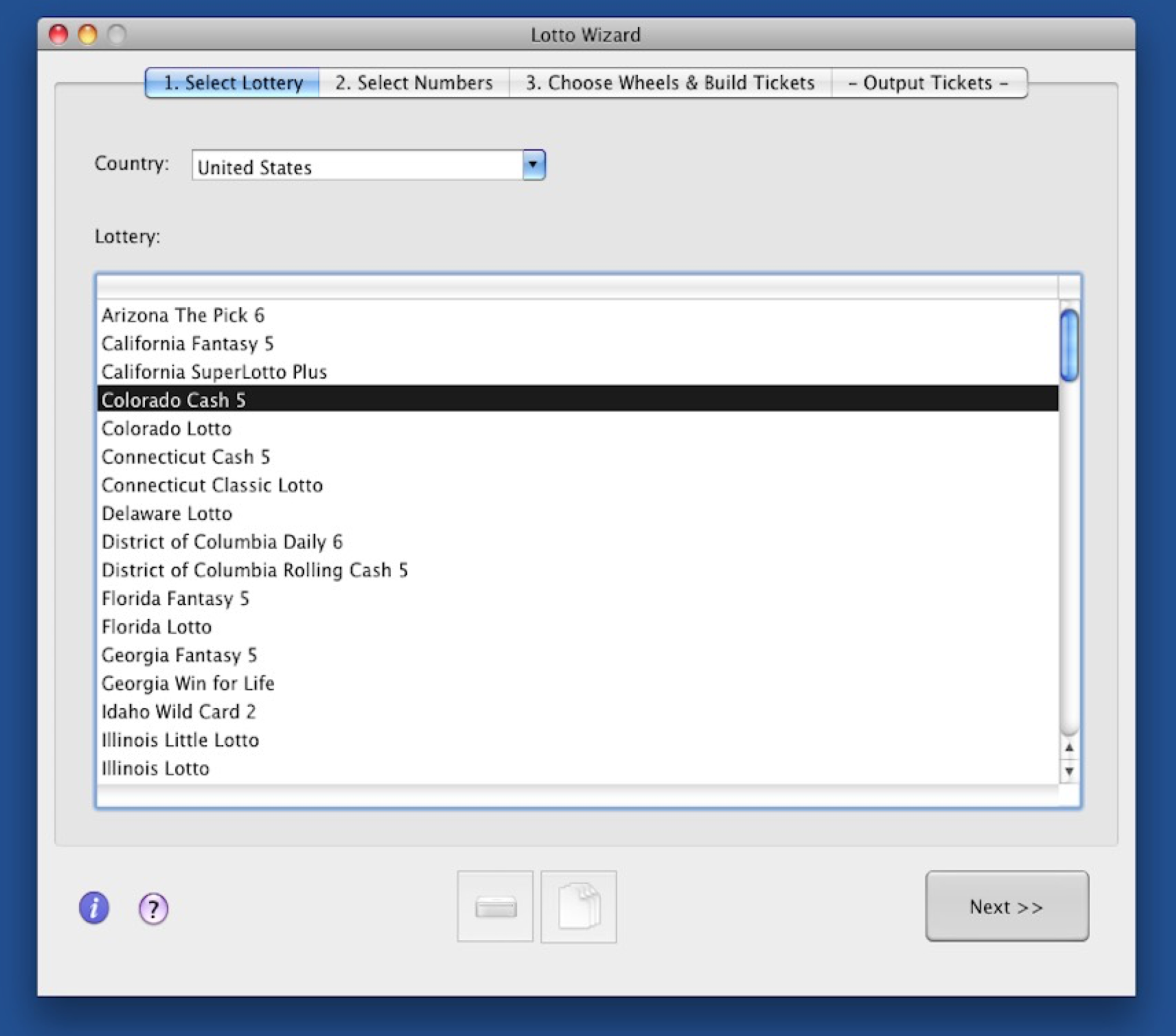 Lotto Wizard
1. Select Lottery 2. Select Numbers 3. Choose Wheels & Build Tickets – Output Tickets –
Country: United States
Lottery:
Arizona The Pick 6
California Fantasy 5
California SuperLotto Plus
Colorado Cash 5
Colorado Lotto
Connecticut Cash 5
Connecticut Classic Lotto
Delaware Lotto
District of Columbia Daily 6
District of Columbia Rolling Cash 5
Florida Fantasy 5
Florida Lotto
Georgia Fantasy 5
Georgia Win for Life
Idaho Wild Card 2
Illinois Little Lotto
Illinois Lotto
i ? Next >>